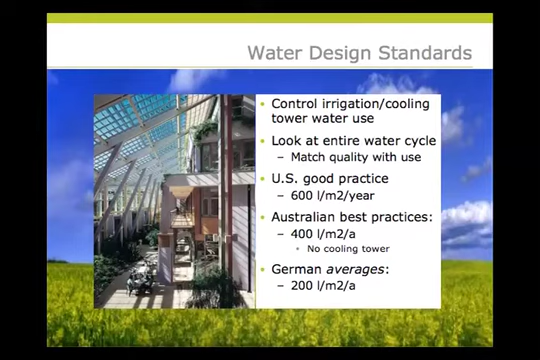 Water Design Standards
• Control irrigation/cooling
tower water use
• Look at entire water cycle
– Match quality with use
• U.S. good practice
– 600 l/m2/year
• Australian best practices:
– 400 l/m2/a
• No cooling tower
• German averages:
– 200 l/m2/a